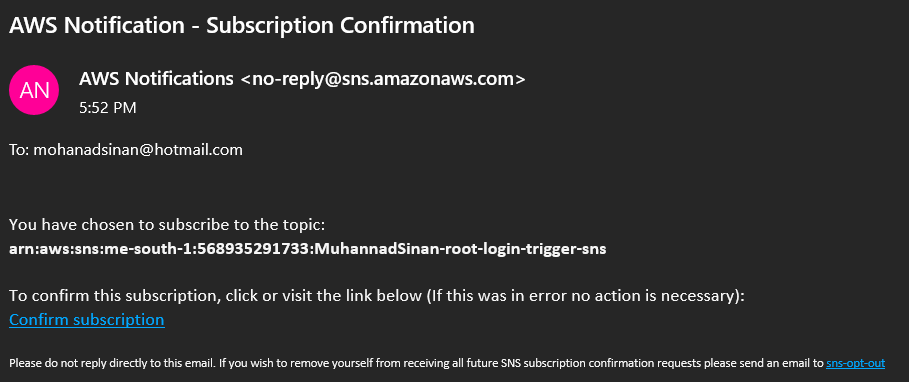 AWS Notification - Subscription Confirmation
AN
AWS Notifications <no-reply@sns.amazonaws.com>
5:52 PM
To: mohanadsinan@hotmail.com
You have chosen to subscribe to the topic:
arn:aws:sns:me-south-1:568935291733:MuhannadSinan-root-login-trigger-sns
To confirm this subscription, click or visit the link below (If this was in error no action is necessary):
Confirm subscription
Please do not reply directly to this email. If you wish to remove yourself from receiving all future SNS subscription confirmation requests please send an email to sns-opt-out